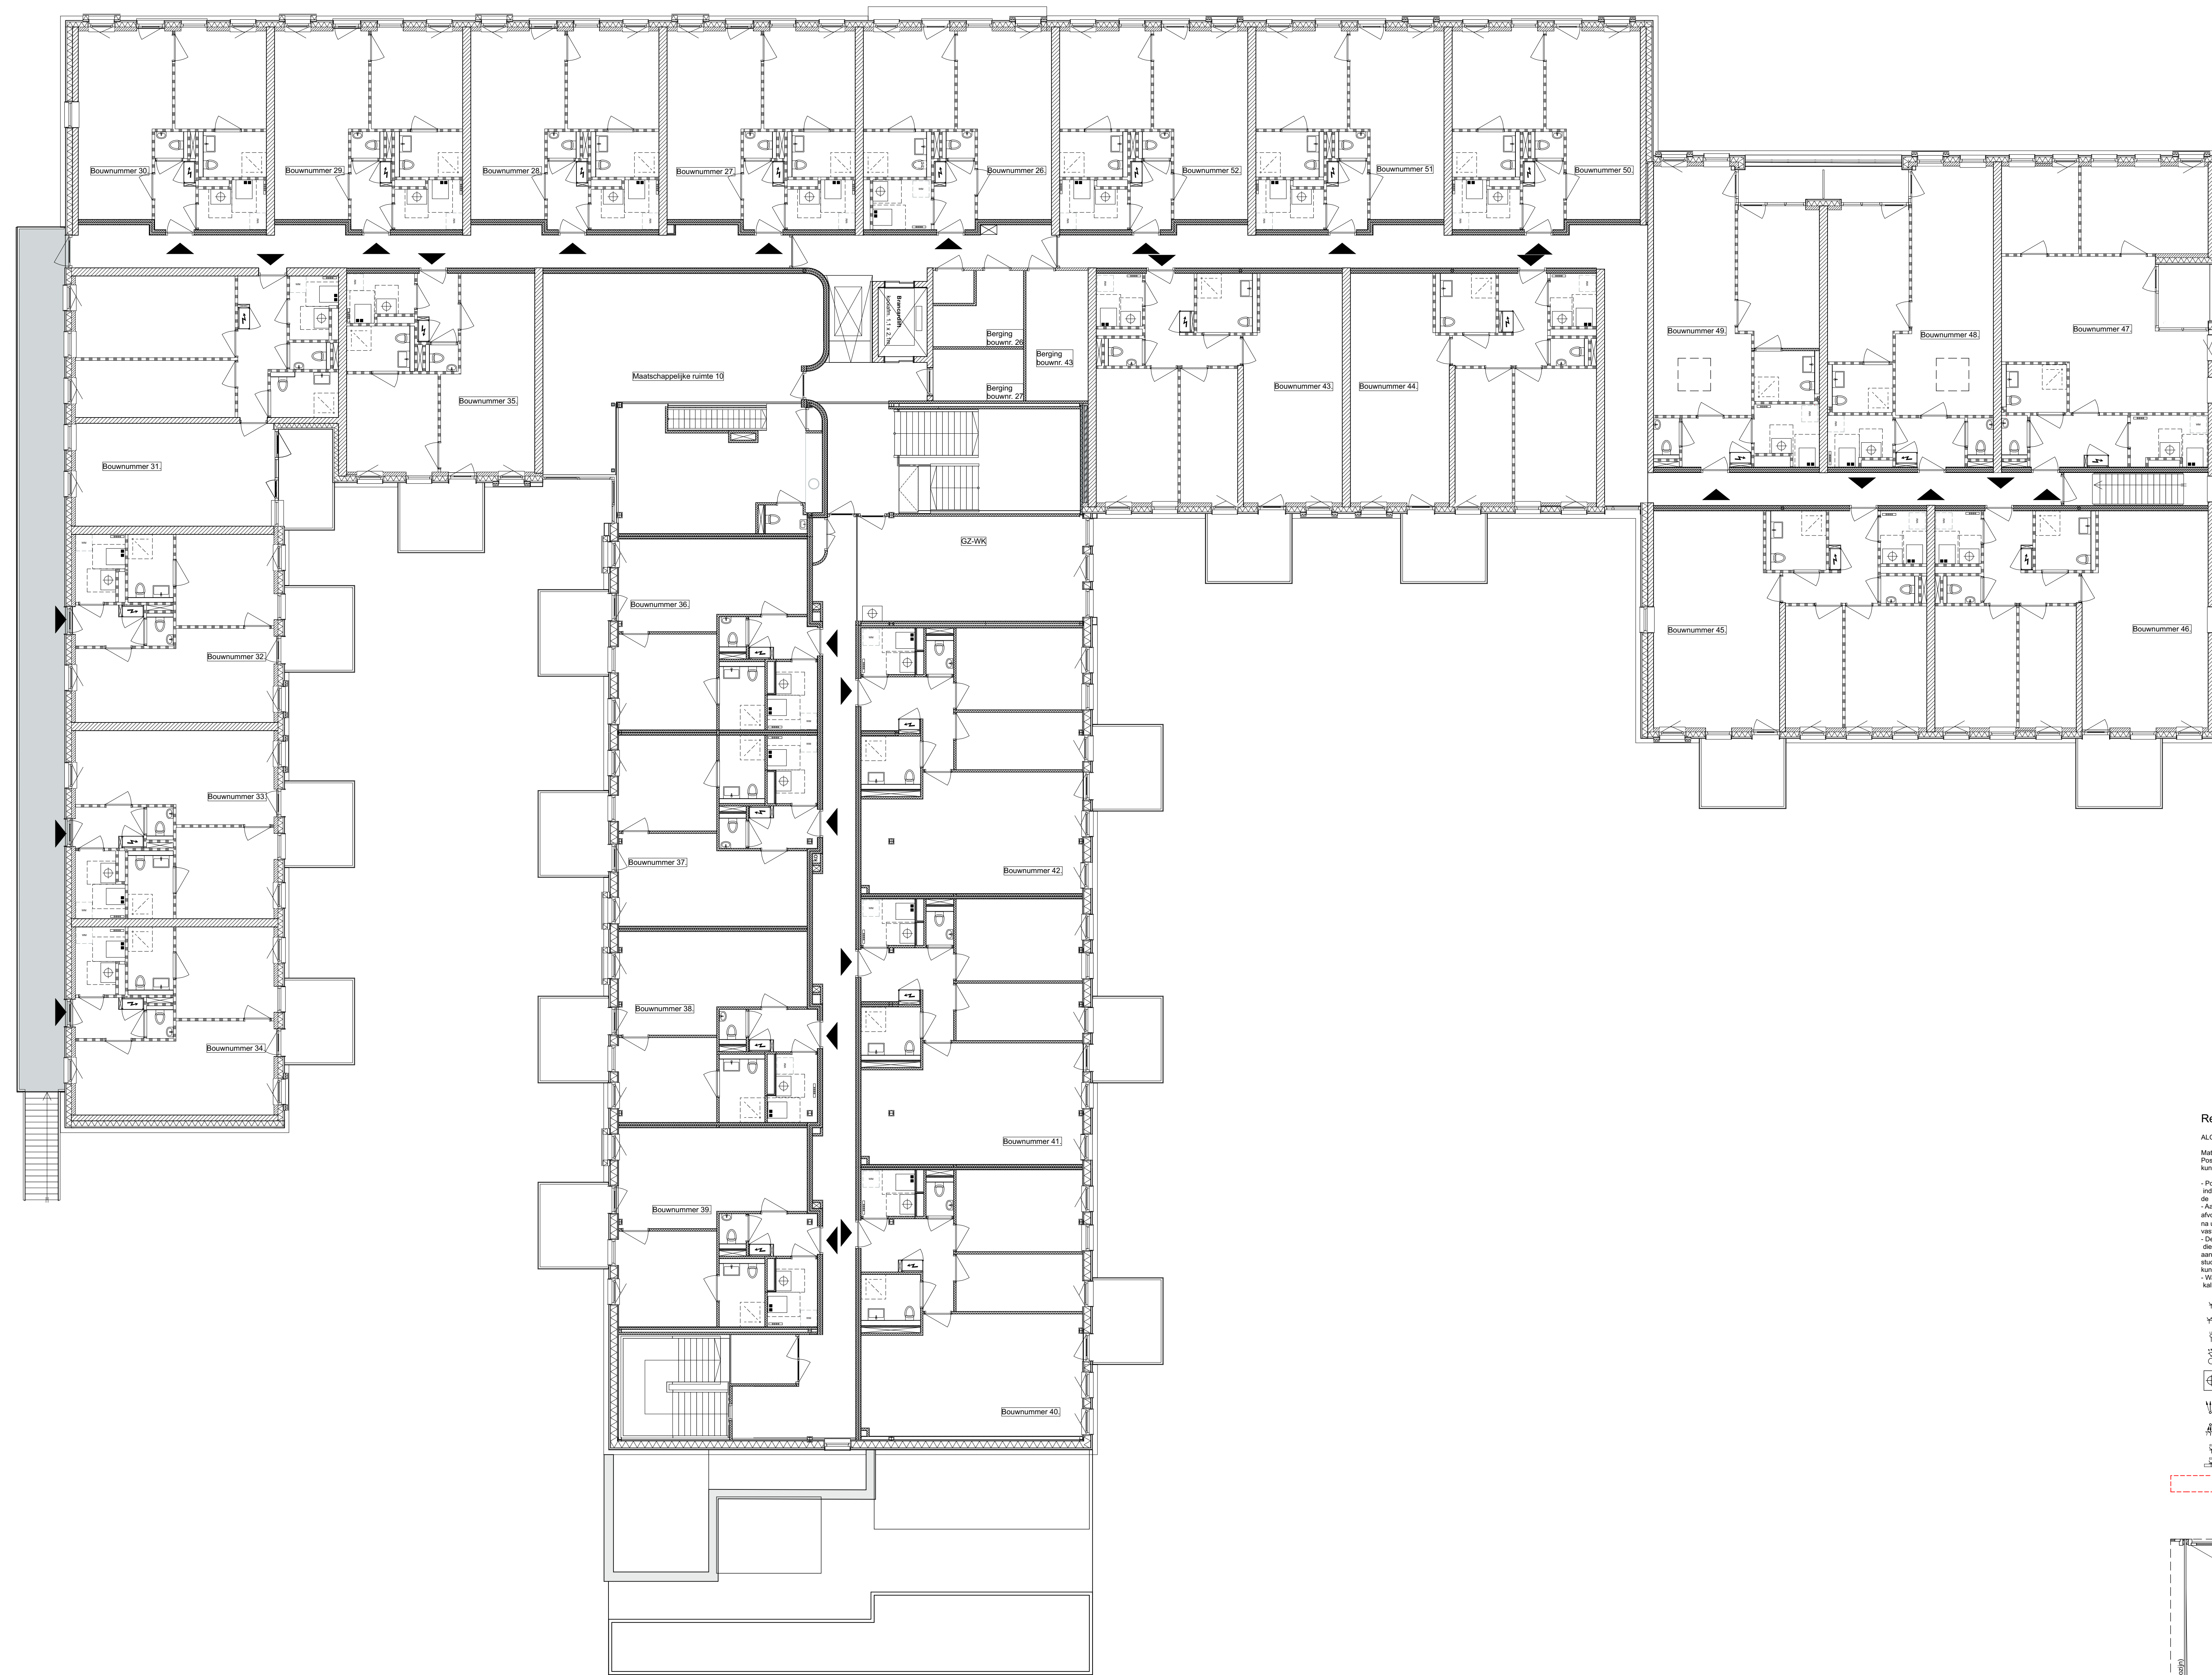 Bouwnummer 30.
Bouwnummer 29.
Bouwnummer 28.
Bouwnummer 27.
Bouwnummer 26.
Bouwnummer 52.
Bouwnummer 51
Bouwnummer 50.
Bouwnummer 49.
Bouwnummer 48.
Bouwnummer 47.
Brancardlift
Berging
bouwnr. 26
Berging
bouwnr. 43
Berging
bouwnr. 27
Maatschappelijke ruimte 10
Bouwnummer 43.
Bouwnummer 44.
Bouwnummer 35.
Bouwnummer 31.
GZ-WK
Bouwnummer 36.
Bouwnummer 45.
Bouwnummer 46.
Bouwnummer 32.
Bouwnummer 33.
Bouwnummer 37.
Bouwnummer 42.
Bouwnummer 38.
Bouwnummer 34.
Bouwnummer 41.
Bouwnummer 39.
Bouwnummer 40.